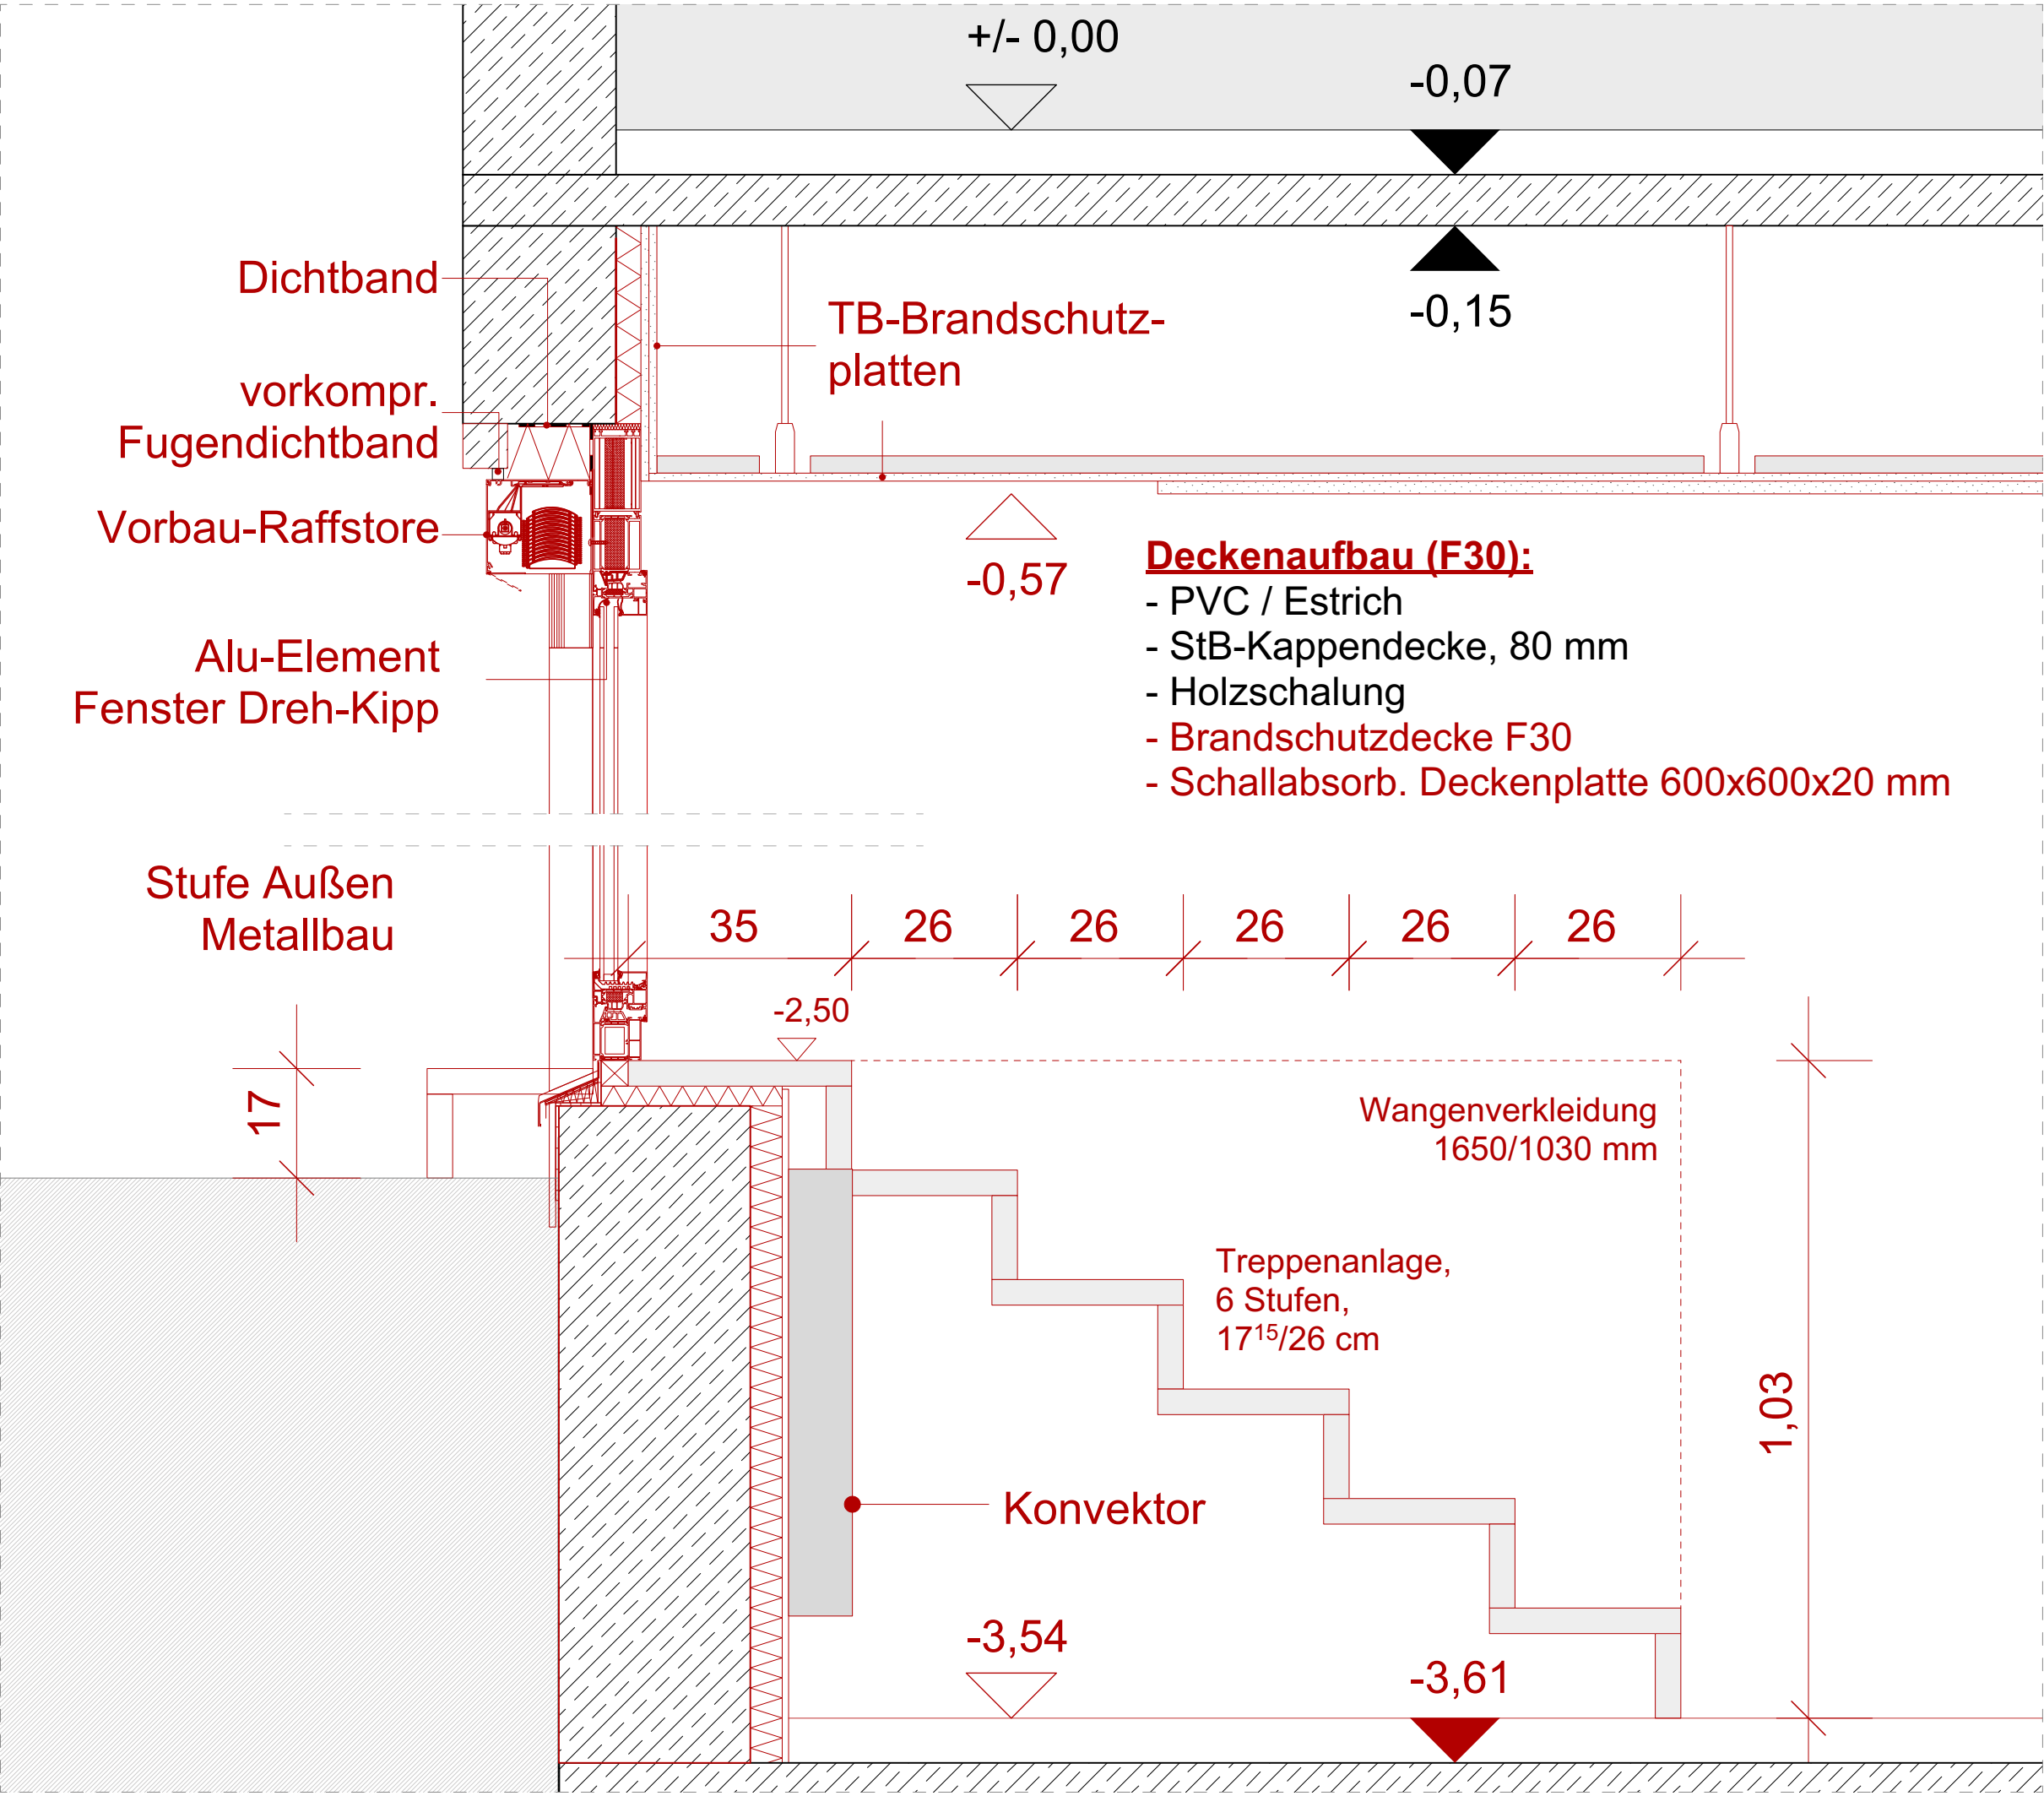 +/- 0,00
-0,07
Dichtband
TB-Brandschutz-
platten
-0,15
vorkompr.
Fugendichtband
Vorbau-Raffstore
-0,57
Deckenaufbau (F30):
- PVC / Estrich
- StB-Kappendecke, 80 mm
- Holzschalung
- Brandschutzdecke F30
- Schallabsorb. Deckenplatte 600x600x20 mm
Alu-Element
Fenster Dreh-Kipp
Stufe Außen
Metallbau
35
26
26
26
26
26
-2,50
17
Wangenverkleidung
1650/1030 mm
Treppenanlage,
6 Stufen,
17¹⁵/26 cm
1,03
Konvektor
-3,54
-3,61